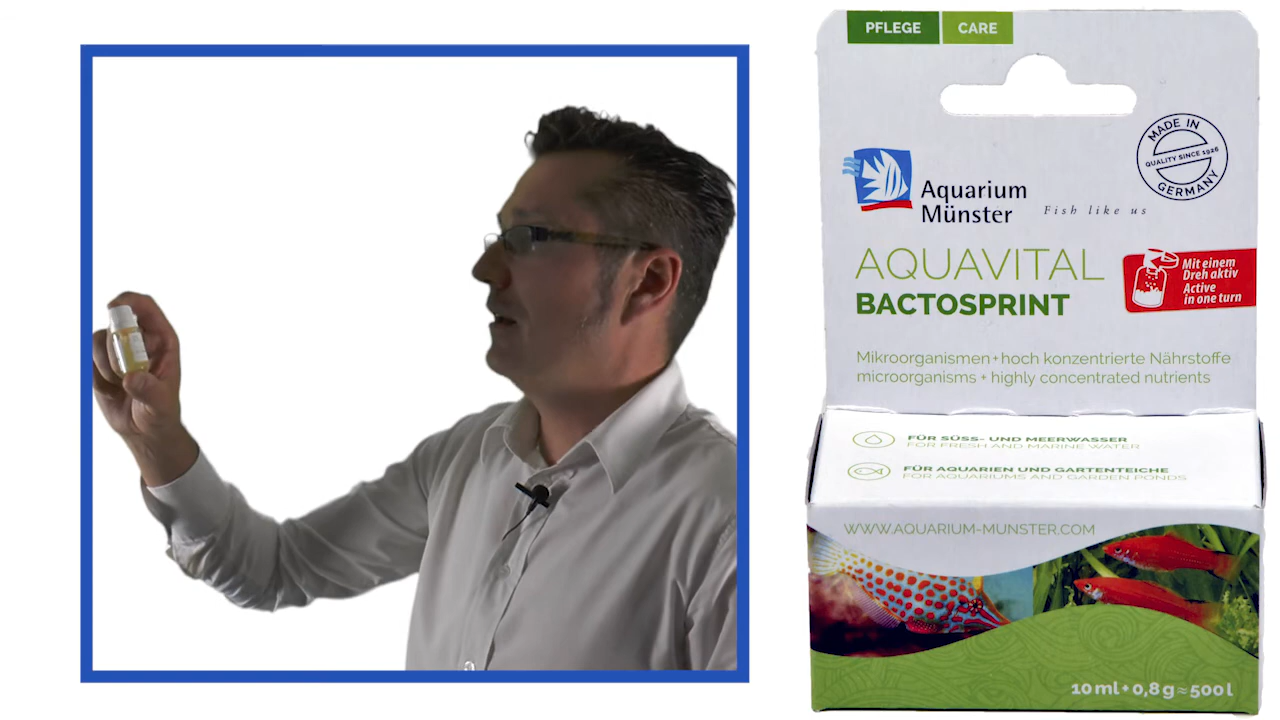 PFLEGE CARE
MADE IN
QUALITY SINCE 1926
GERMANY
Aquarium
Münster
Fish like us
AQUAVITAL
BACTOSPRINT
Mit einem
Dreh aktiv
Active
in one turn
Mikroorganismen + hoch konzentrierte Nährstoffe
microorganisms + highly concentrated nutrients
FÜR SÜSS- UND MEERWASSER
FOR FRESH AND MARINE WATER
FÜR AQUARIEN UND GARTENTEICHE
FOR AQUARIUMS AND GARDEN PONDS
WWW.AQUARIUM-MUNSTER.COM
10 ml + 0,8 g ≈ 500 l